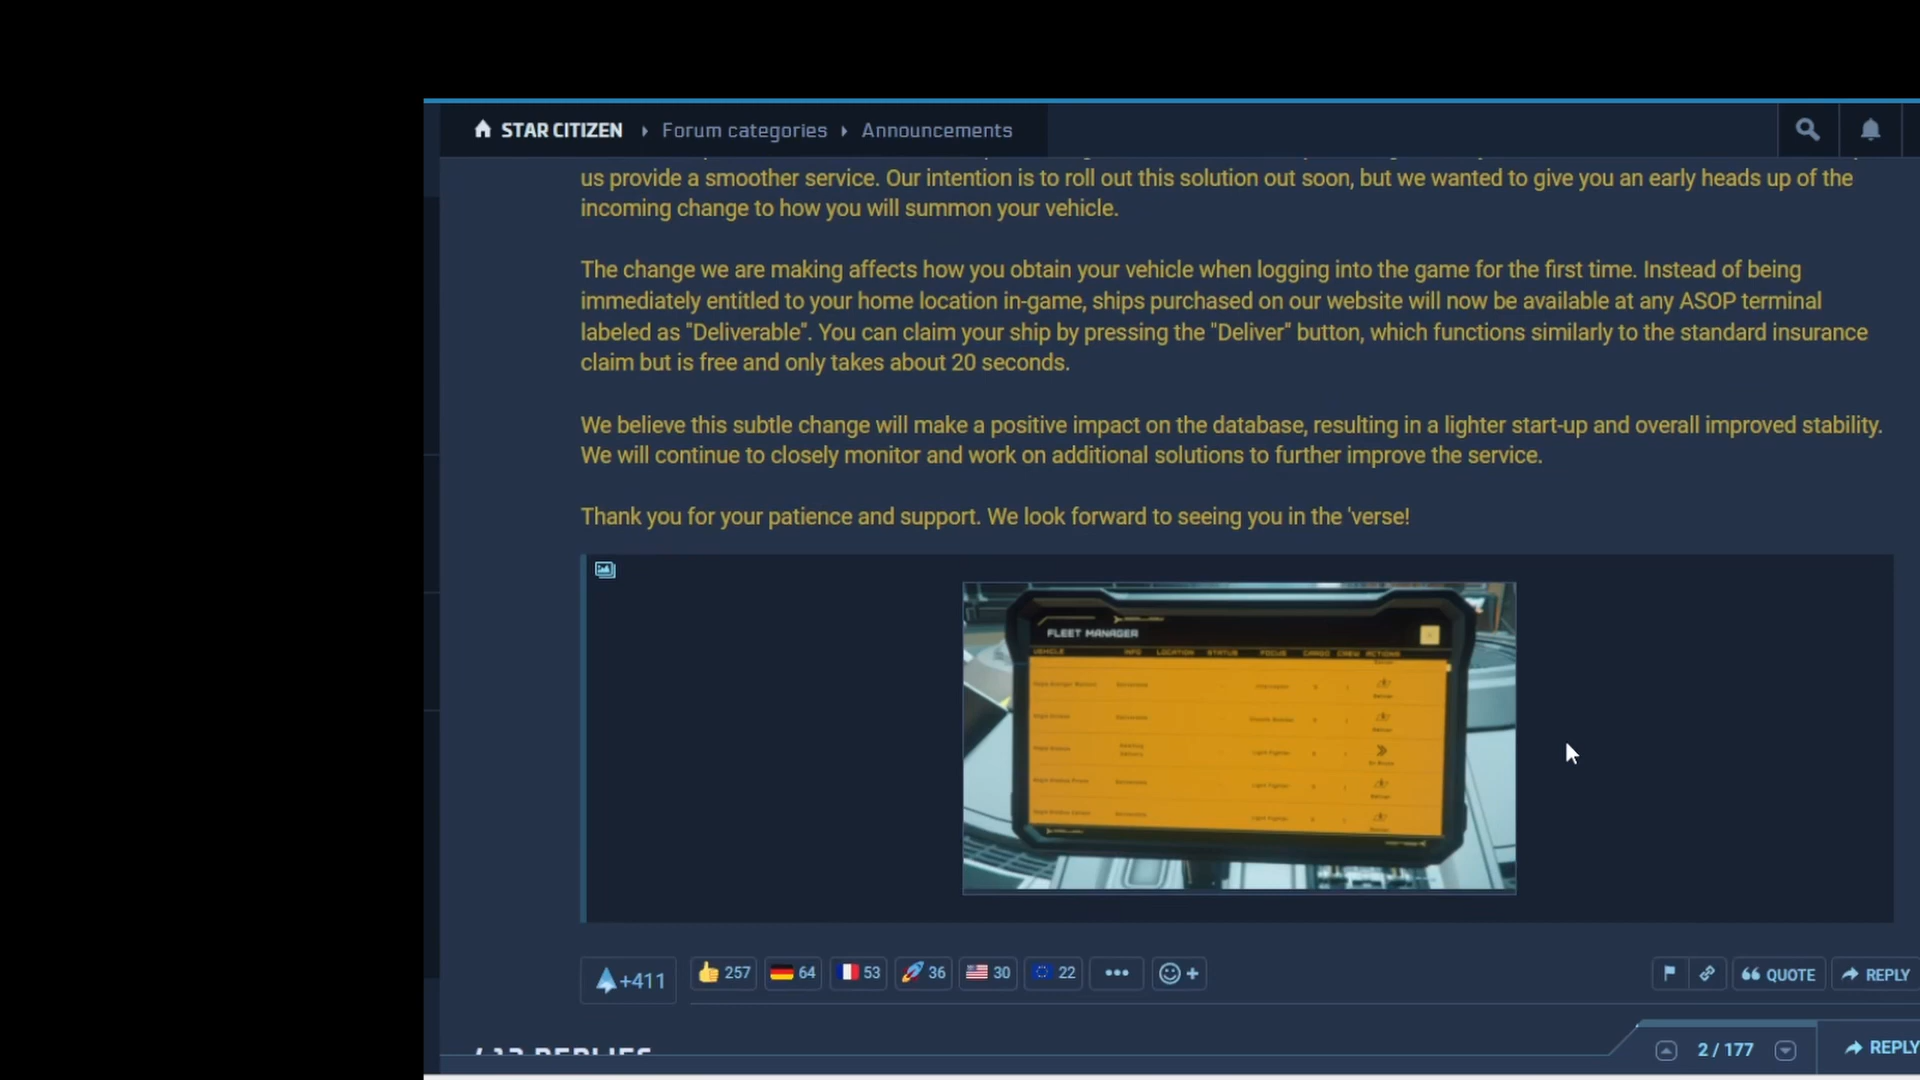 STAR CITIZEN Forum categories Announcements
us provide a smoother service. Our intention is to roll out this solution out soon, but we wanted to give you an early heads up of the
incoming change to how you will summon your vehicle.
The change we are making affects how you obtain your vehicle when logging into the game for the first time. Instead of being
immediately entitled to your home location in-game, ships purchased on our website will now be available at any ASOP terminal
labeled as "Deliverable". You can claim your ship by pressing the "Deliver" button, which functions similarly to the standard insurance
claim but is free and only takes about 20 seconds.
We believe this subtle change will make a positive impact on the database, resulting in a lighter start-up and overall improved stability.
We will continue to closely monitor and work on additional solutions to further improve the service.
Thank you for your patience and support. We look forward to seeing you in the 'verse!
FLEET MANAGER
VEHICLE INFO LOCATION STATUS FOCUS CARGO CREW ACTIONS
+411 257 64 53 36 30 22 ••• + QUOTE REPLY
REPLIES
2 / 177 REPLY